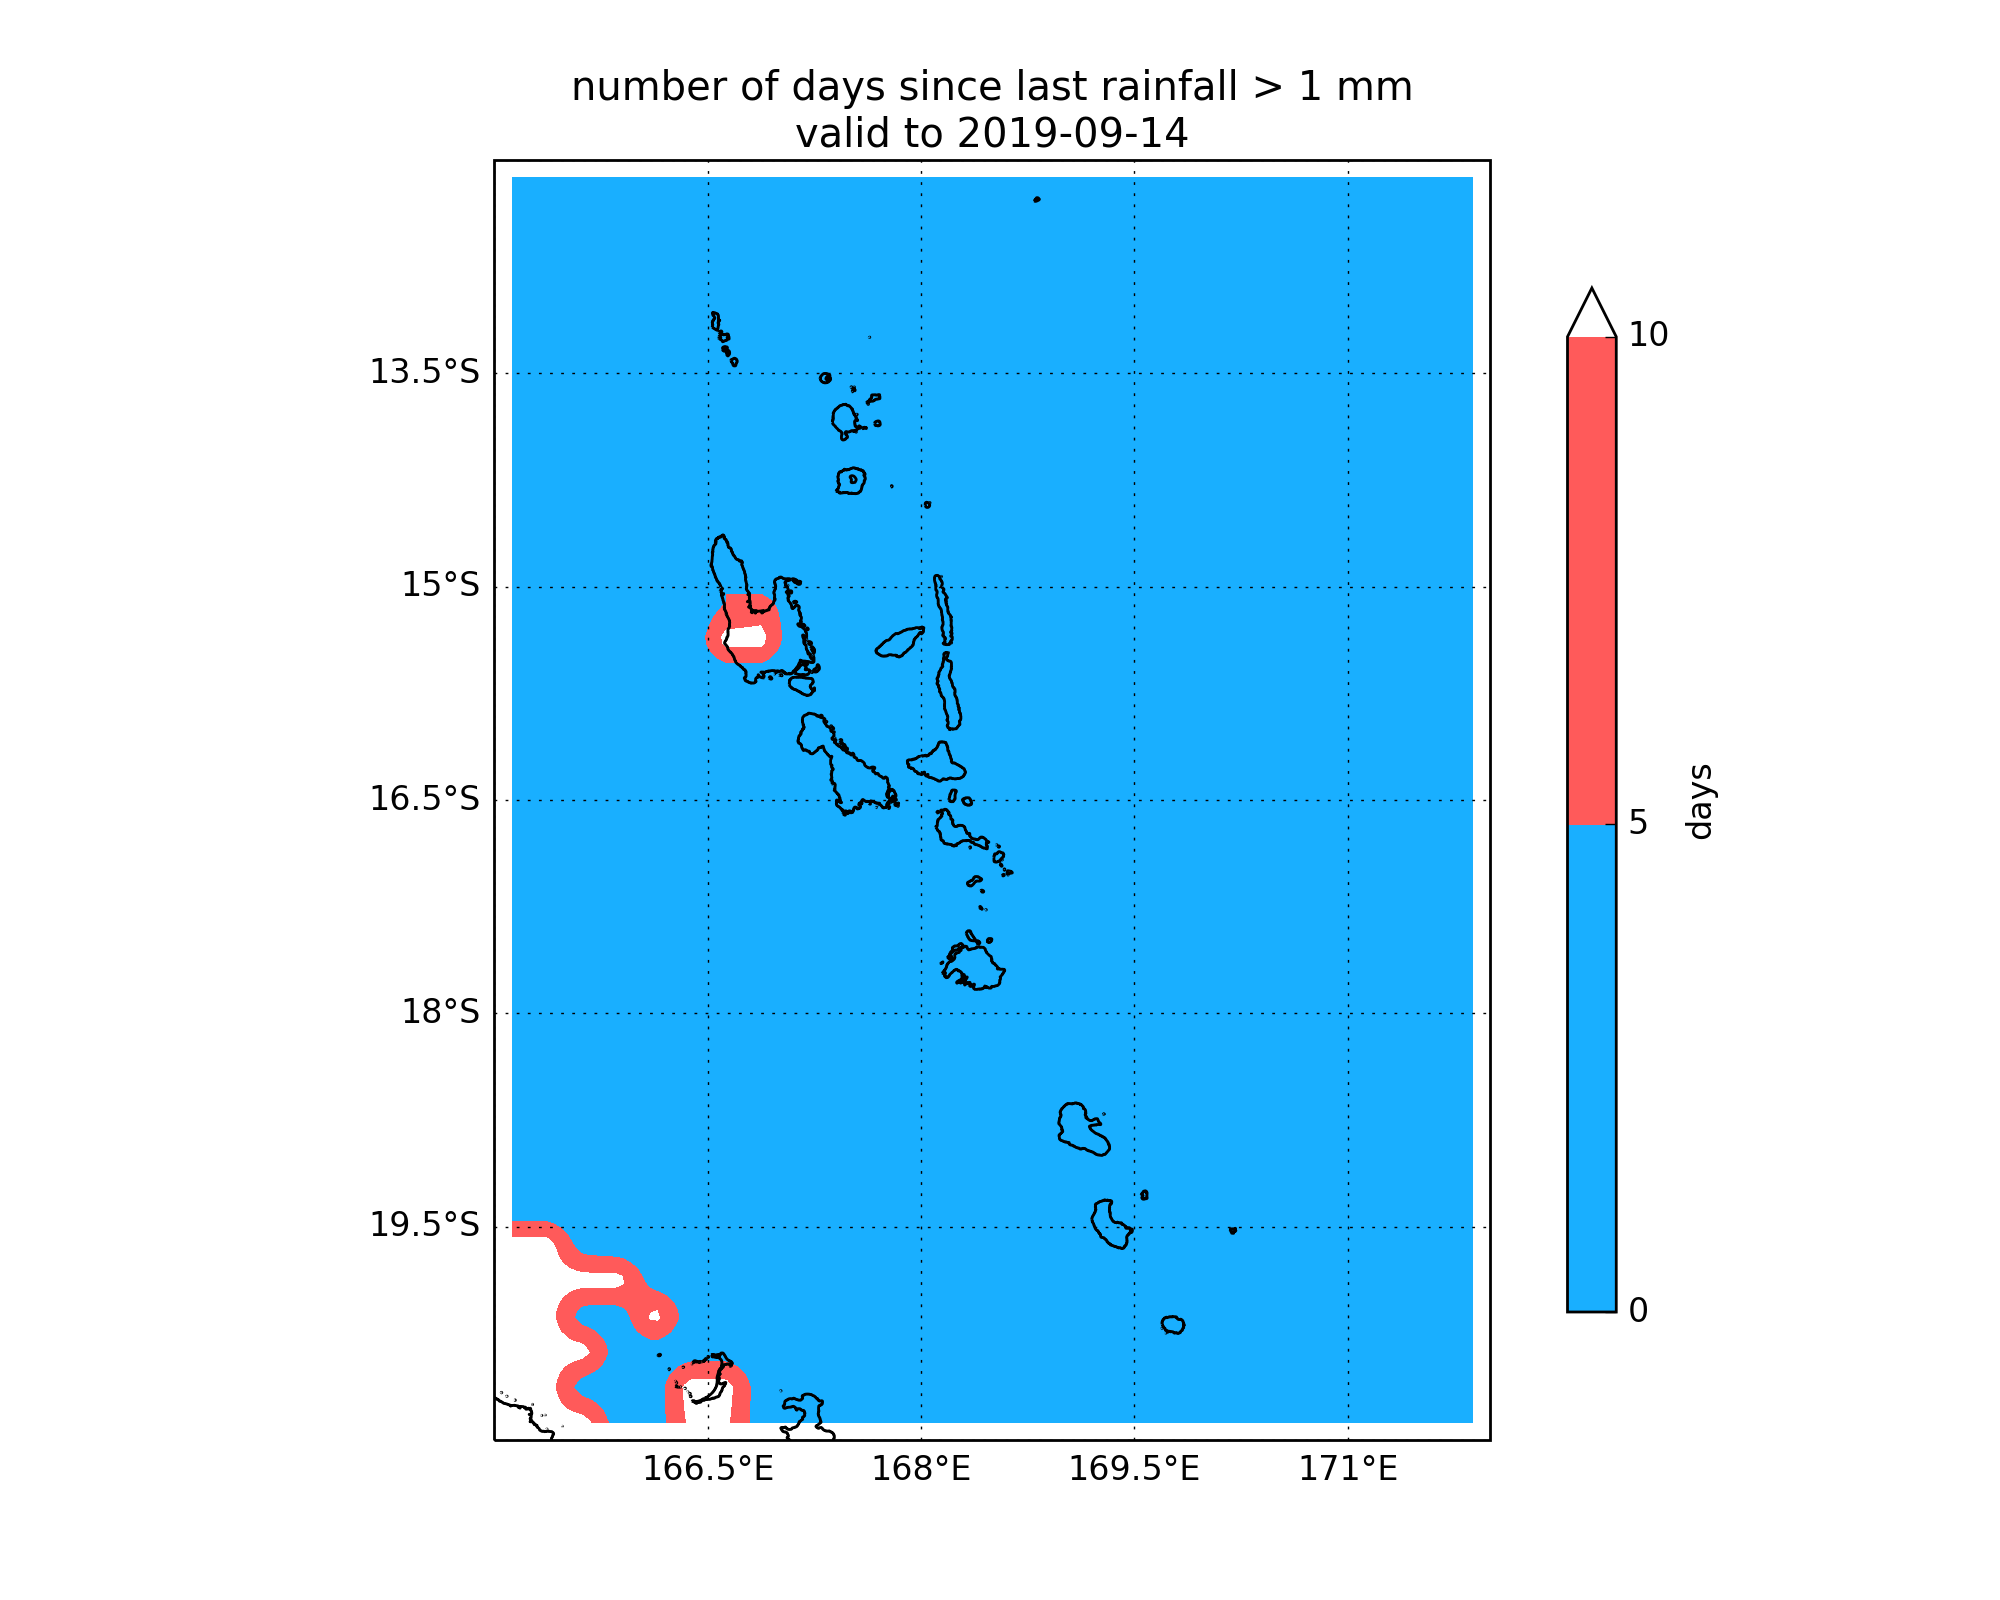 number of days since last rainfall > 1 mm
valid to 2019-09-14
13.5°S
15°S
16.5°S
18°S
19.5°S
166.5°E
168°E
169.5°E
171°E
10
5
0
days